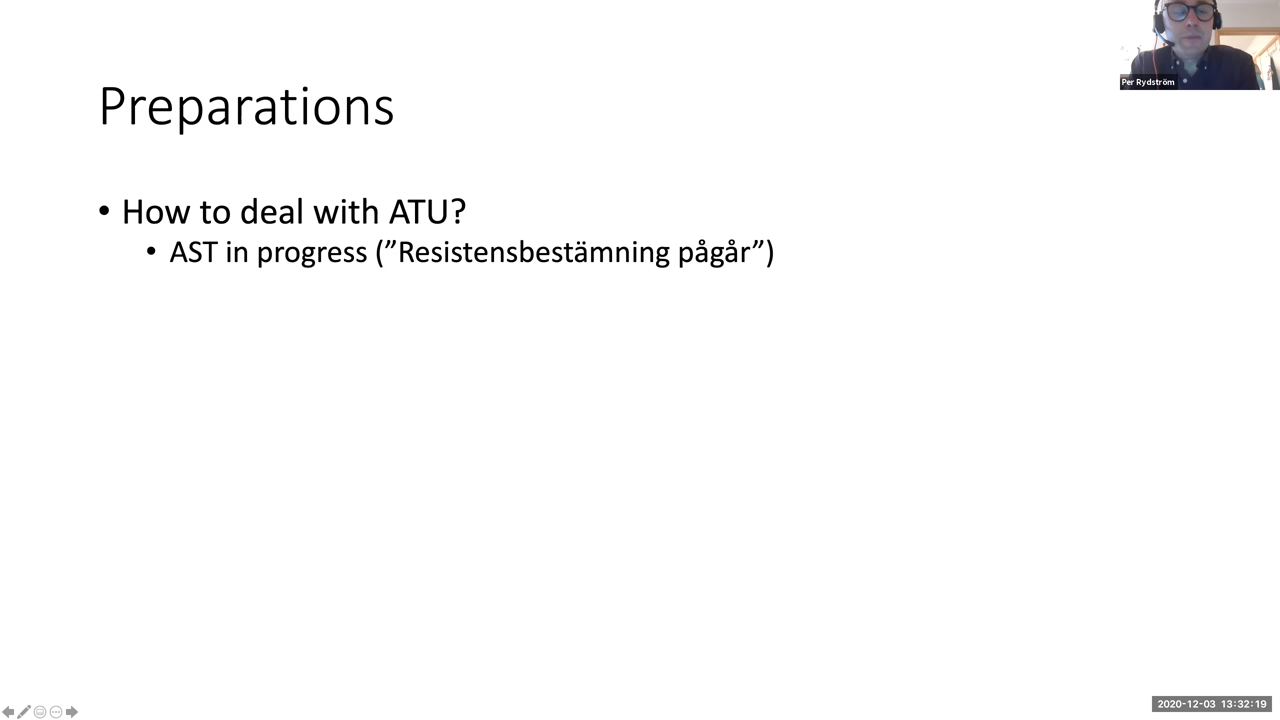 Per Rydström
Preparations
• How to deal with ATU?
• AST in progress (”Resistensbestämning pågår”)
2020-12-03 13:32:19